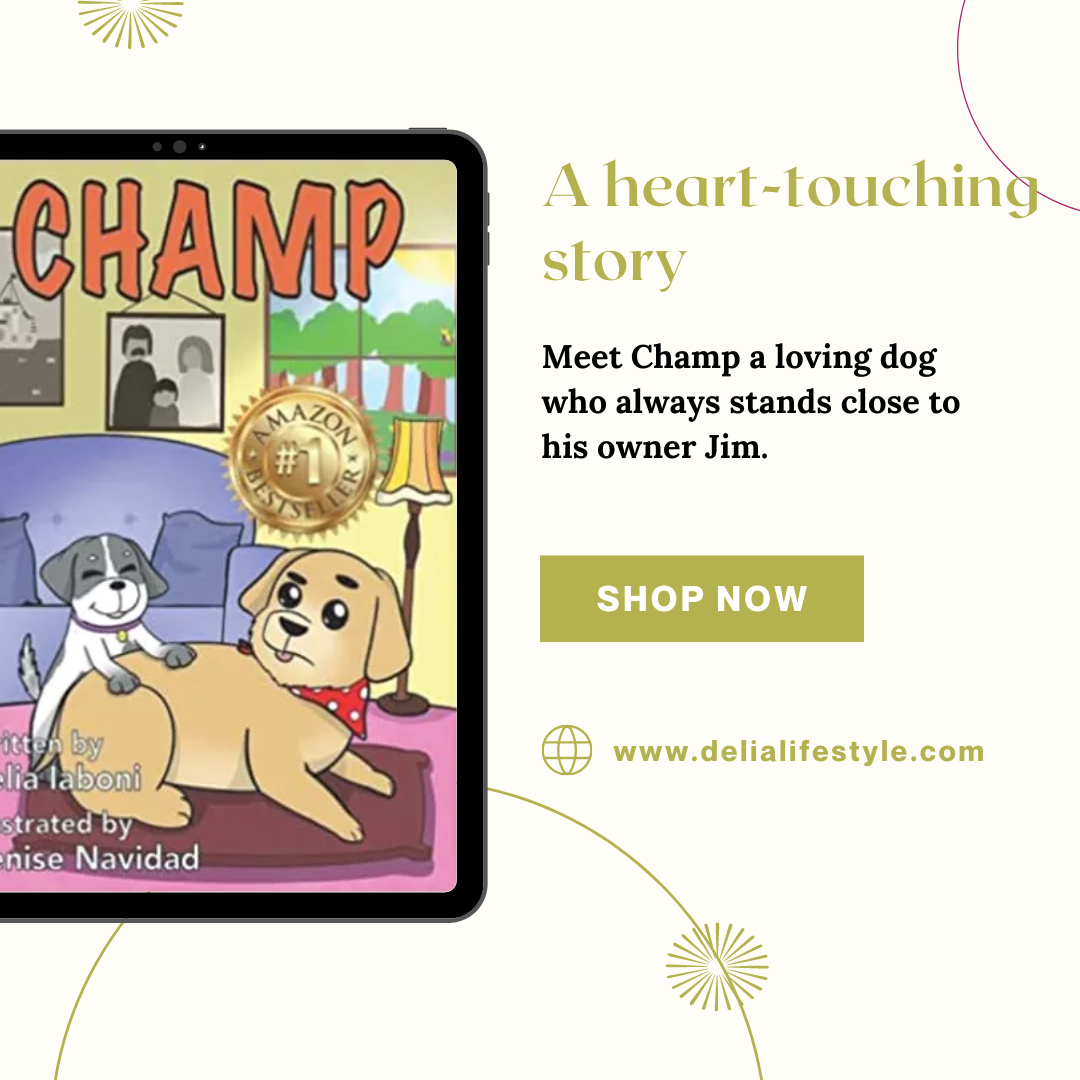 CHAMP
AMAZON
#1
BESTSELLER
itten by
elia Iaboni
strated by
enise Navidad
A heart-touching
story
Meet Champ a loving dog
who always stands close to
his owner Jim.
SHOP NOW
www.delialifestyle.com